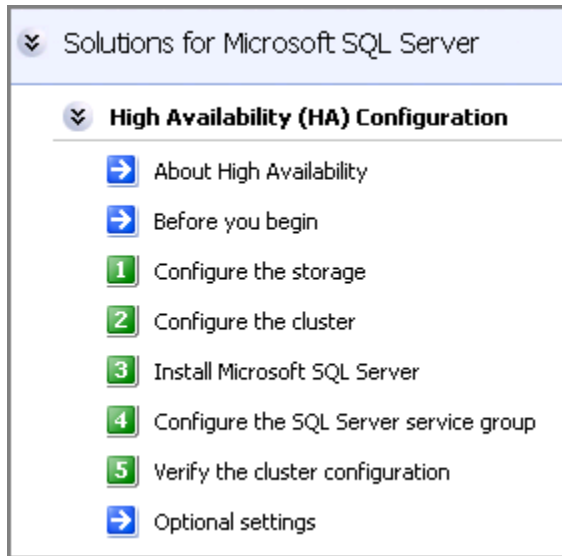 Solutions for Microsoft SQL Server
High Availability (HA) Configuration
About High Availability
Before you begin
1 Configure the storage
2 Configure the cluster
3 Install Microsoft SQL Server
4 Configure the SQL Server service group
5 Verify the cluster configuration
Optional settings